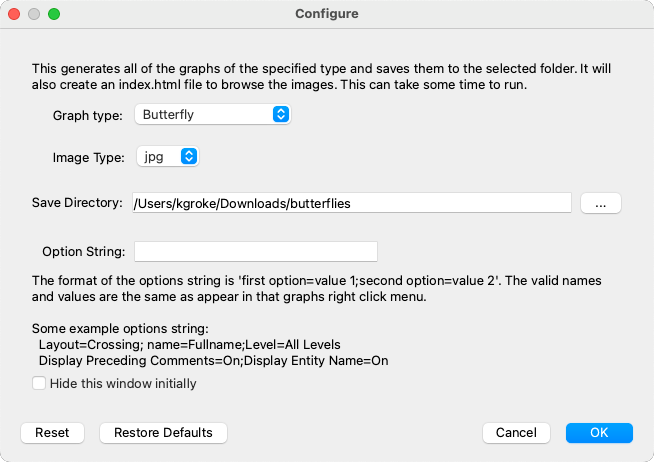 Configure
This generates all of the graphs of the specified type and saves them to the selected folder. It will
also create an index.html file to browse the images. This can take some time to run.
Graph type: Butterfly
Image Type: jpg
Save Directory: /Users/kgroke/Downloads/butterflies ...
Option String:
The format of the options string is 'first option=value 1;second option=value 2'. The valid names
and values are the same as appear in that graphs right click menu.
Some example options string:
Layout=Crossing; name=Fullname;Level=All Levels
Display Preceding Comments=On;Display Entity Name=On
Hide this window initially
Reset Restore Defaults Cancel OK